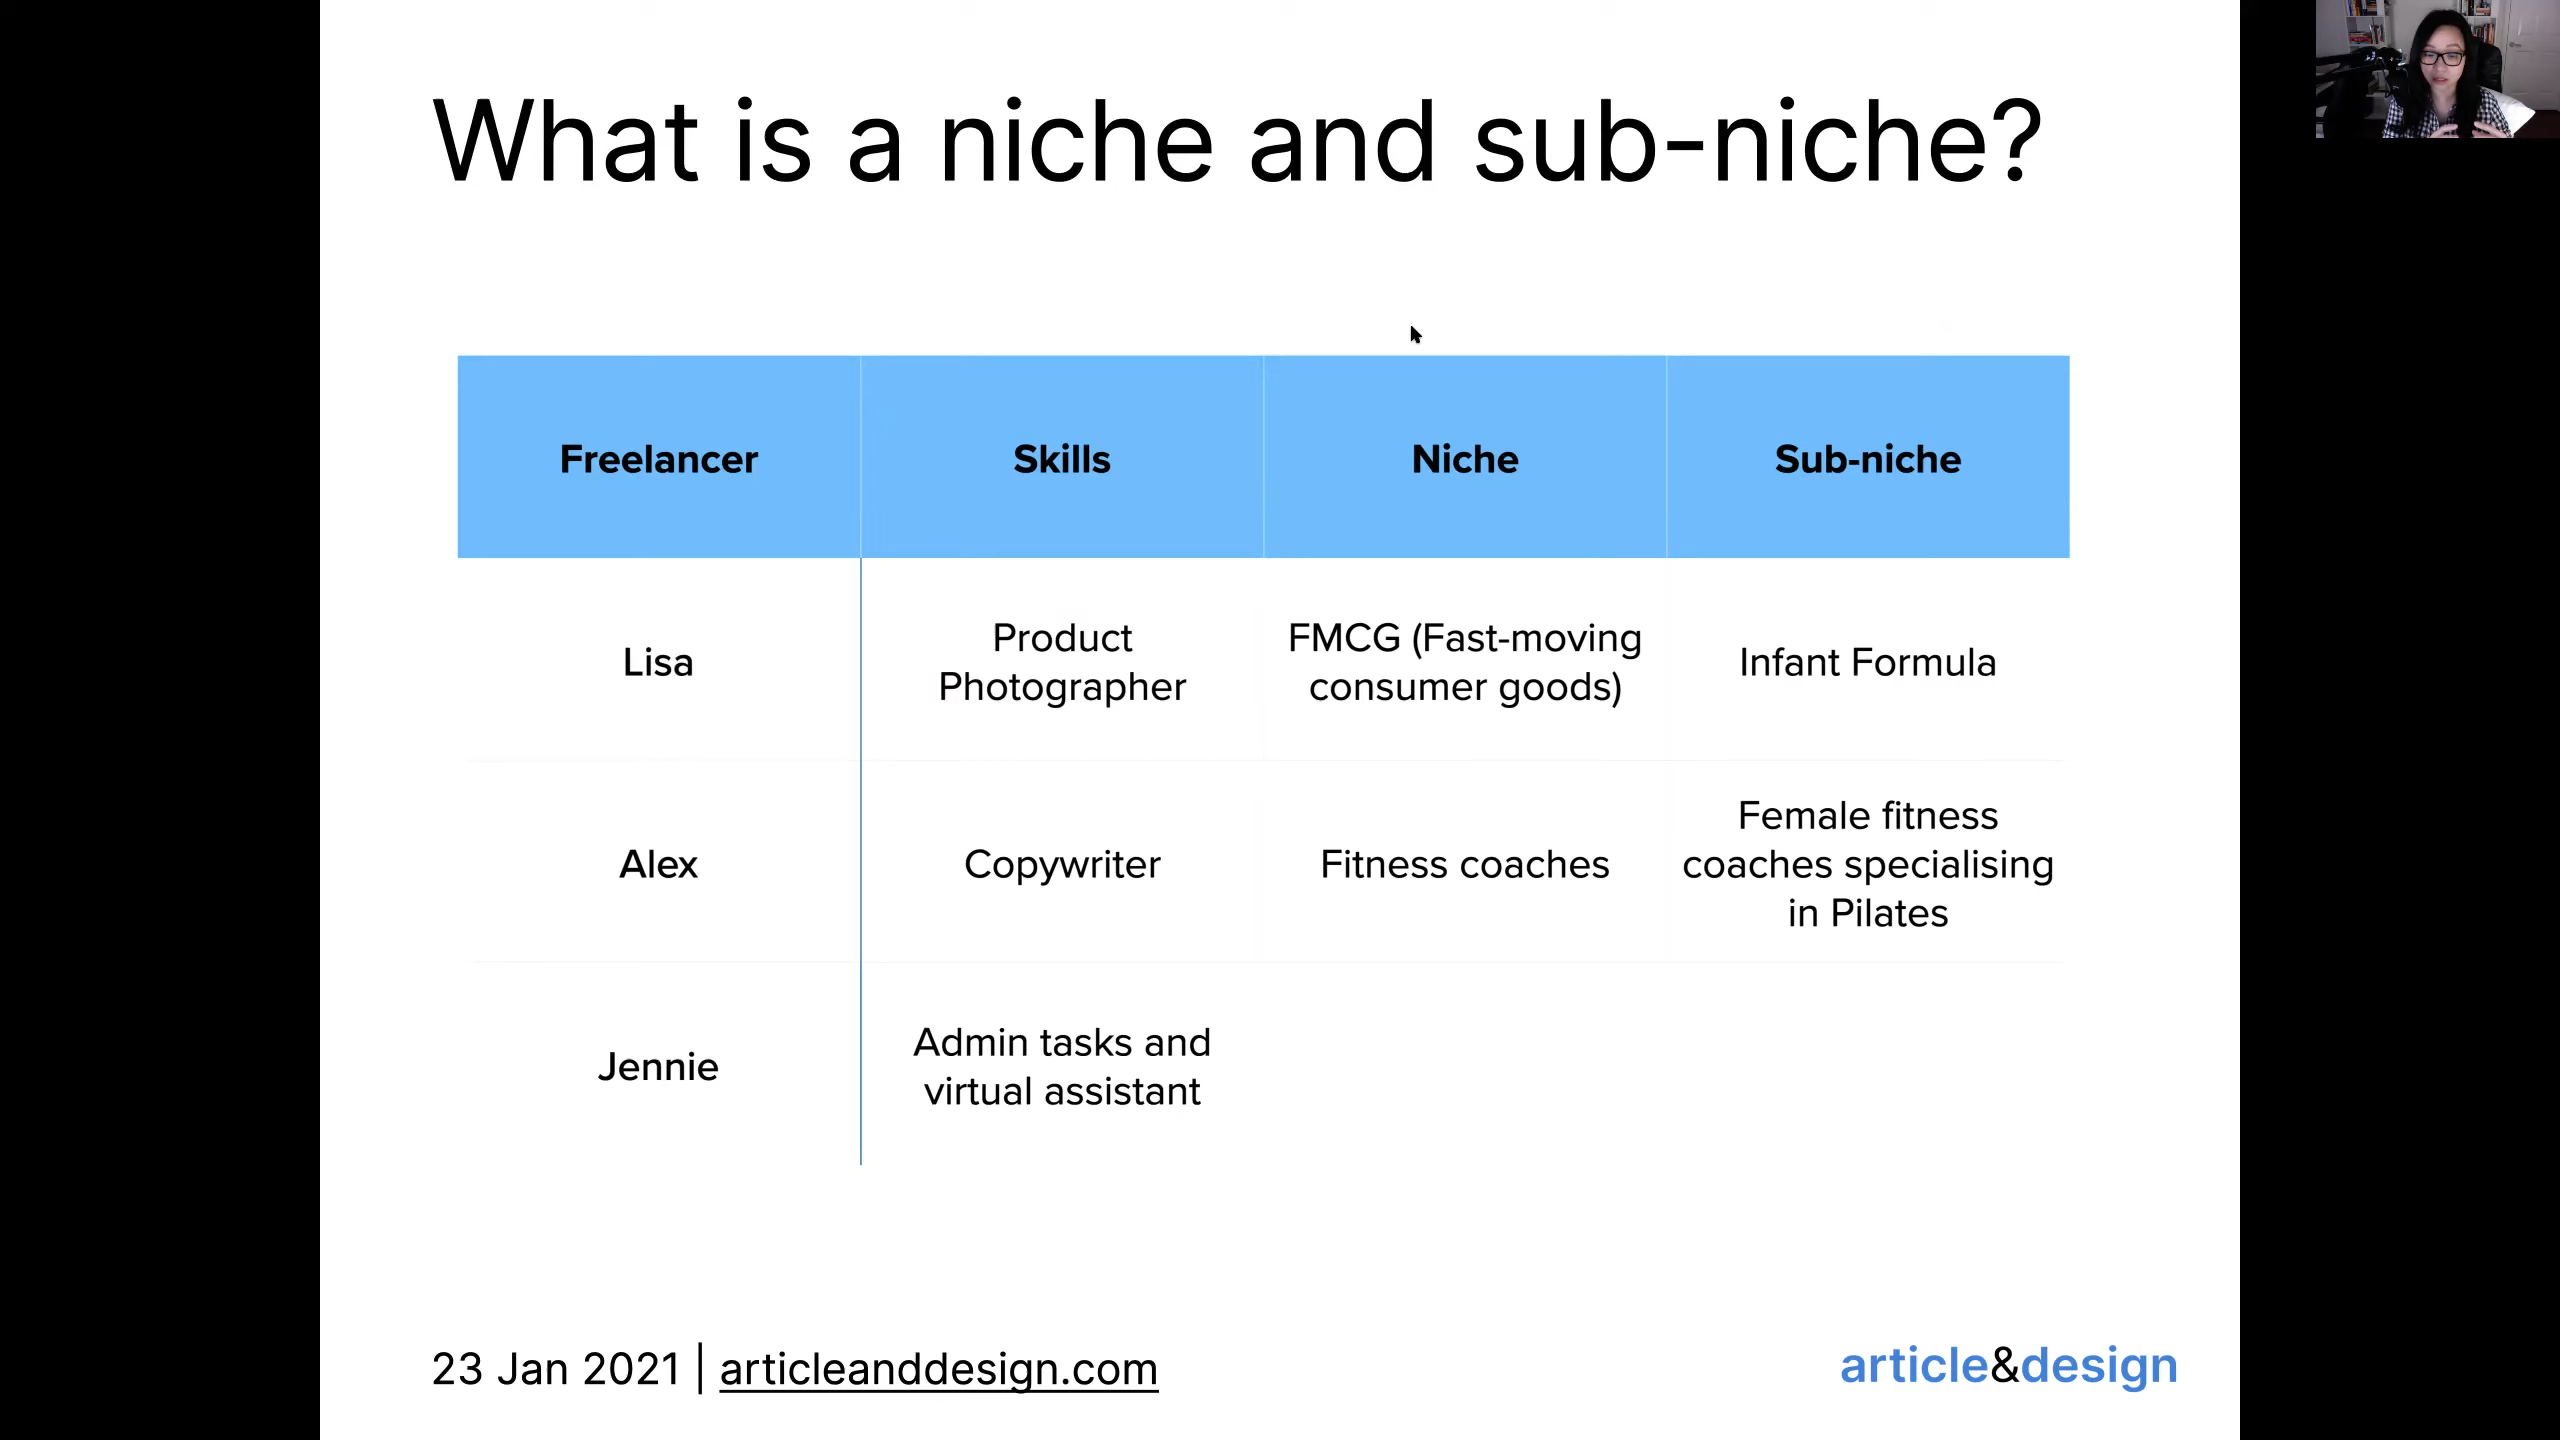 What is a niche and sub-niche?
Freelancer
Skills
Niche
Sub-niche
Lisa
Product
Photographer
FMCG (Fast-moving
consumer goods)
Infant Formula
Alex
Copywriter
Fitness coaches
Female fitness
coaches specialising
in Pilates
Jennie
Admin tasks and
virtual assistant
23 Jan 2021 | articleanddesign.com
article&design